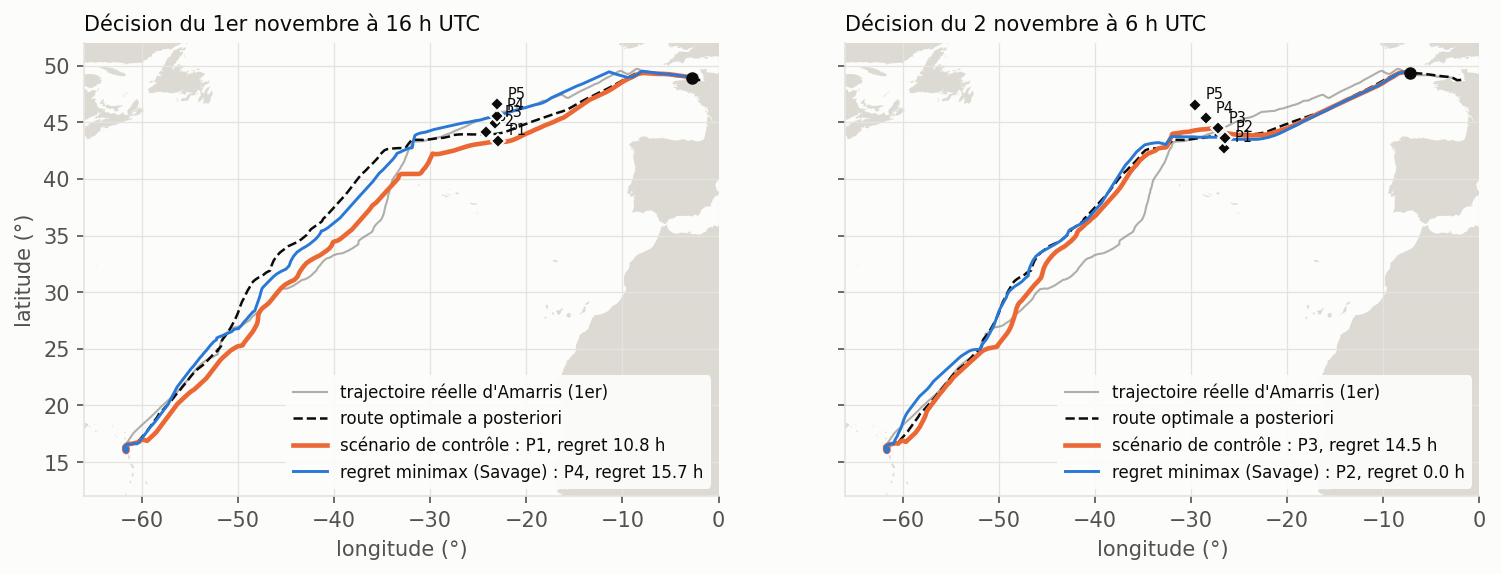 Décision du 1er novembre à 16 h UTC
50
45
40
35
30
25
20
15
latitude (°)
P5
P4
P3
2
P1
trajectoire réelle d'Amarris (1er)
route optimale a posteriori
scénario de contrôle : P1, regret 10.8 h
regret minimax (Savage) : P4, regret 15.7 h
−60
−50
−40
−30
−20
−10
0
longitude (°)
Décision du 2 novembre à 6 h UTC
P5
P4
P3
P2
P1
trajectoire réelle d'Amarris (1er)
route optimale a posteriori
scénario de contrôle : P3, regret 14.5 h
regret minimax (Savage) : P2, regret 0.0 h
−60
−50
−40
−30
−20
−10
0
longitude (°)